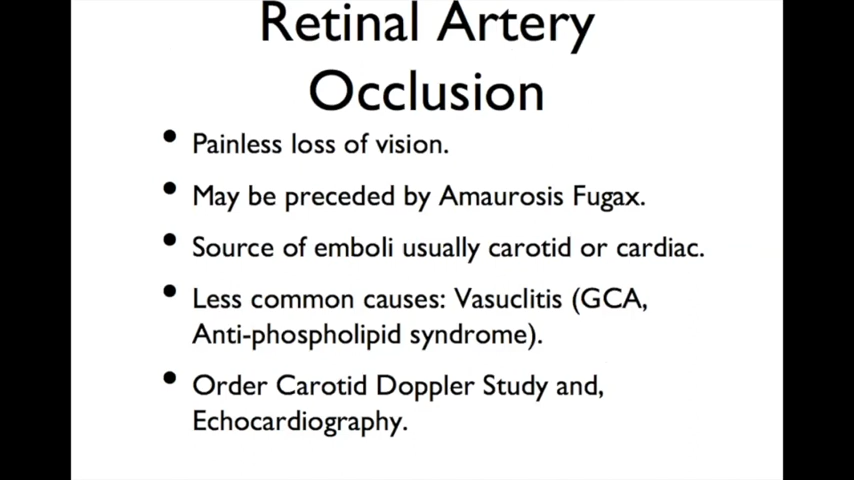 Retinal Artery
Occlusion
• Painless loss of vision.
• May be preceded by Amaurosis Fugax.
• Source of emboli usually carotid or cardiac.
• Less common causes: Vasuclitis (GCA,
Anti-phospholipid syndrome).
• Order Carotid Doppler Study and,
Echocardiography.